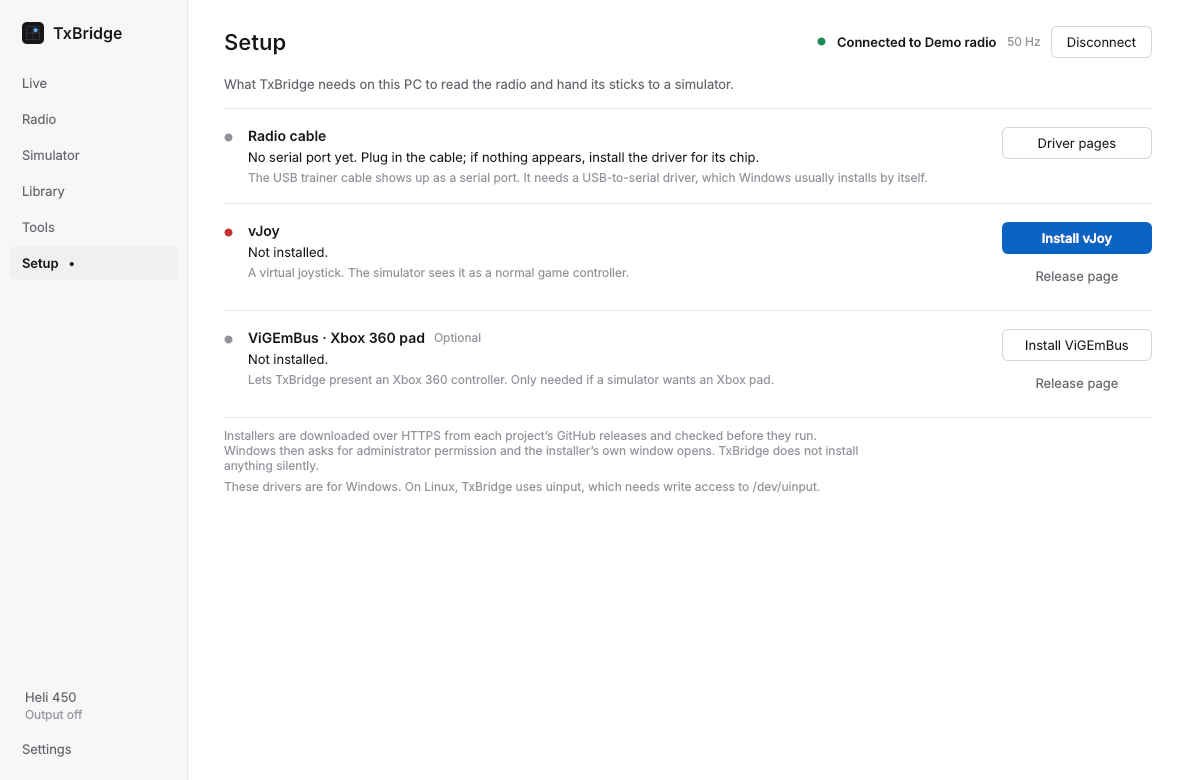 TxBridge
Live
Radio
Simulator
Library
Tools
Setup •
Heli 450
Output off
Settings
Setup
Connected to Demo radio 50 Hz Disconnect
What TxBridge needs on this PC to read the radio and hand its sticks to a simulator.
Radio cable
No serial port yet. Plug in the cable; if nothing appears, install the driver for its chip.
The USB trainer cable shows up as a serial port. It needs a USB-to-serial driver, which Windows usually installs by itself.
Driver pages
vJoy
Not installed.
A virtual joystick. The simulator sees it as a normal game controller.
Install vJoy
Release page
ViGEmBus · Xbox 360 pad Optional
Not installed.
Lets TxBridge present an Xbox 360 controller. Only needed if a simulator wants an Xbox pad.
Install ViGEmBus
Release page
Installers are downloaded over HTTPS from each project’s GitHub releases and checked before they run.
Windows then asks for administrator permission and the installer’s own window opens. TxBridge does not install
anything silently.
These drivers are for Windows. On Linux, TxBridge uses uinput, which needs write access to /dev/uinput.